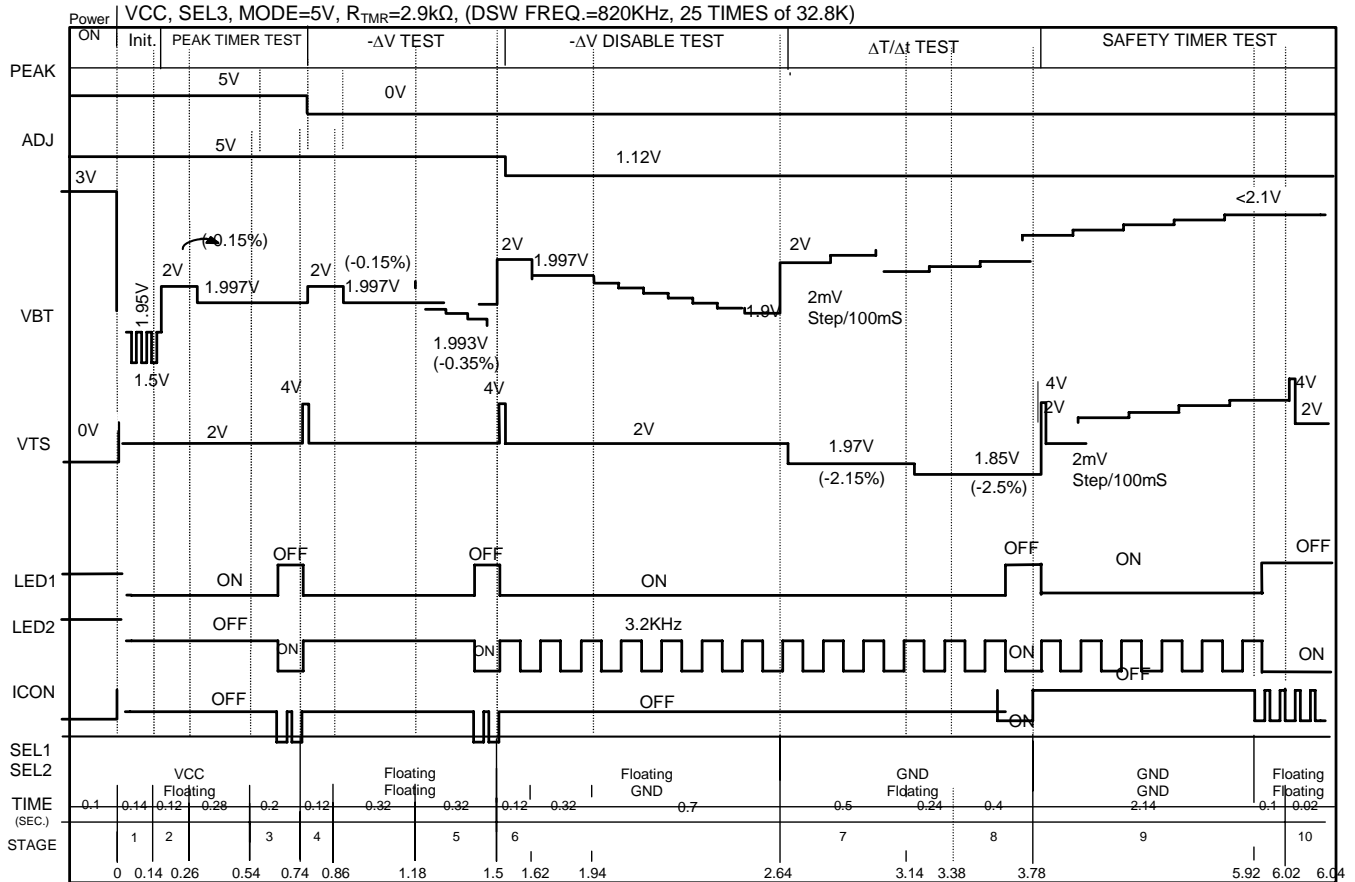 Power ON
VCC, SEL3, MODE=5V, RTMR=2.9kΩ, (DSW FREQ.=820KHz, 25 TIMES of 32.8K)
Init. PEAK TIMER TEST -ΔV TEST -ΔV DISABLE TEST ΔT/Δt TEST SAFETY TIMER TEST
PEAK
5V 0V
ADJ
5V 1.12V
3V
<2.1V
(-0.15%)
2V 2V (-0.15%) 2V 1.997V 2V
1.997V 1.997V
1.95V
VBT
2mV
Step/100mS
1.9V
1.993V
(-0.35%)
1.5V
4V 4V 4V 4V
2V 2V
0V 2V 2V
VTS
1.97V 1.85V 2mV
(-2.15%) (-2.5%) Step/100mS
OFF OFF OFF OFF
LED1 ON ON ON
LED2 OFF 3.2KHz
ON ON ON ON
OFF
ICON OFF OFF
ON
SEL1
SEL2 VCC Floating Floating GND GND Floating
Floating Floating GND Floating Floating Floating
TIME 0.1 0.14 0.12 0.28 0.2 0.12 0.32 0.32 0.12 0.32 0.7 0.5 0.24 0.4 2.14 0.1 0.02
(SEC.)
STAGE 1 2 3 4 5 6 7 8 9 10
0 0.14 0.26 0.54 0.74 0.86 1.18 1.5 1.62 1.94 2.64 3.14 3.38 3.78 5.92 6.02 6.04